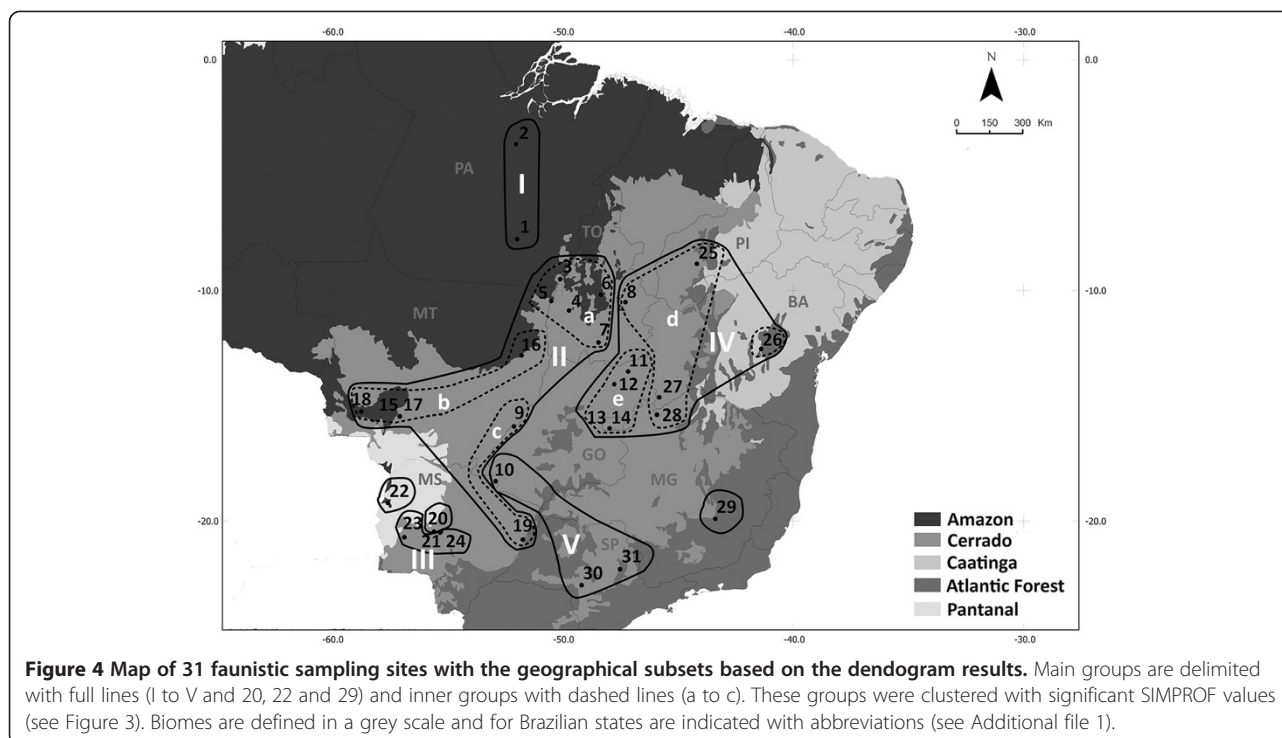 -60.0 -50.0 -40.0 -30.0
0.0 0.0
N
0 150 300 Km
2
PA
I
1
TO
PI
3
25
-10.0 -10.0
5 6 8
4
a d
BA
MT
7
IV 26
16
II 11
12 27
18 15 17 b e
13 14 28
9
c
GO
10
MS MG
22
29
-20.0 -20.0
23 20 19
21 24
V SP 31
III
30
Amazon
Cerrado
Caatinga
Atlantic Forest
Pantanal
-60.0 -50.0 -40.0 -30.0
Figure 4 Map of 31 faunistic sampling sites with the geographical subsets based on the dendogram results. Main groups are delimited
with full lines (I to V and 20, 22 and 29) and inner groups with dashed lines (a to c). These groups were clustered with significant SIMPROF values
(see Figure 3). Biomes are defined in a grey scale and for Brazilian states are indicated with abbreviations (see Additional file 1).